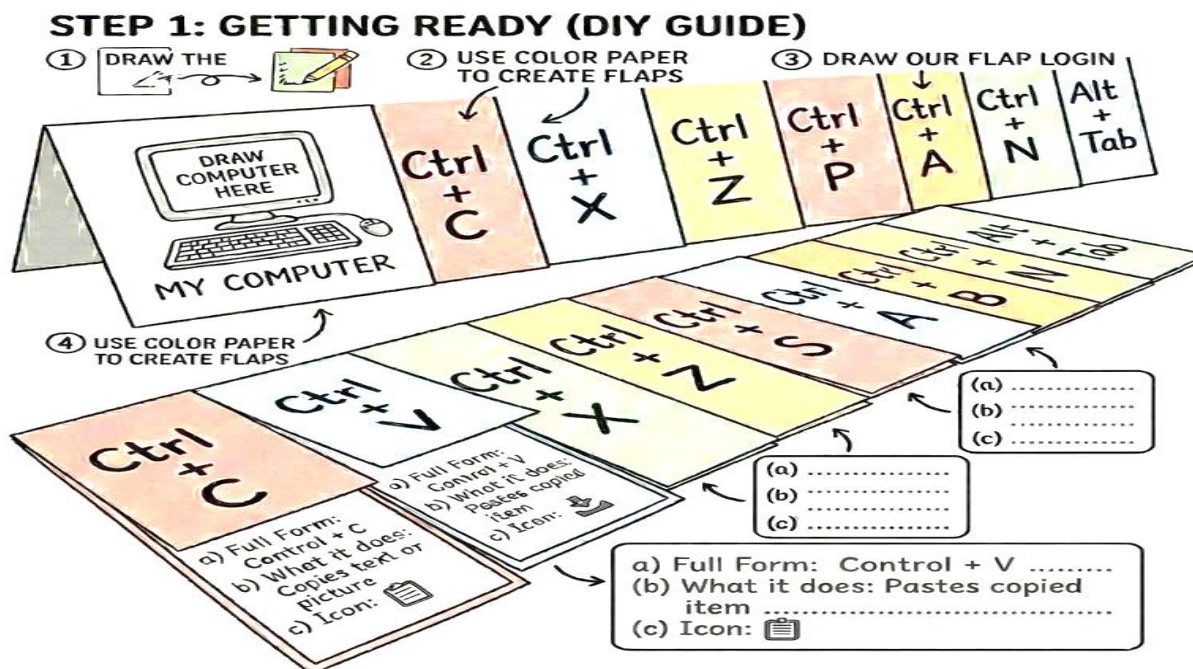 STEP 1: GETTING READY (DIY GUIDE)
1 DRAW THE
2 USE COLOR PAPER
TO CREATE FLAPS
3 DRAW OUR FLAP LOGIN
DRAW
COMPUTER
HERE
MY COMPUTER
Ctrl
+
C
Ctrl
+
X
Ctrl
+
Z
Ctrl
+
P
Ctrl
+
A
Ctrl
+
N
Alt
+
Tab
4 USE COLOR PAPER
TO CREATE FLAPS
Ctrl
+
C
Ctrl
+
V
Ctrl
+
X
Ctrl
+
Z
Ctrl
+
S
Ctrl
+
A
Ctrl
+
B
Ctrl
+
N
Alt
+
Tab
a) Full Form:
Control + C
b) What it does:
Copies text or
picture
c) Icon:
a) Full Form:
Control + V
b) What it does:
Pastes copied
item
c) Icon:
(a) ................
(b) ................
(c) ................
(a) ................
(b) ................
(c) ................
a) Full Form: Control + V .........
(b) What it does: Pastes copied
item ....................................
(c) Icon: